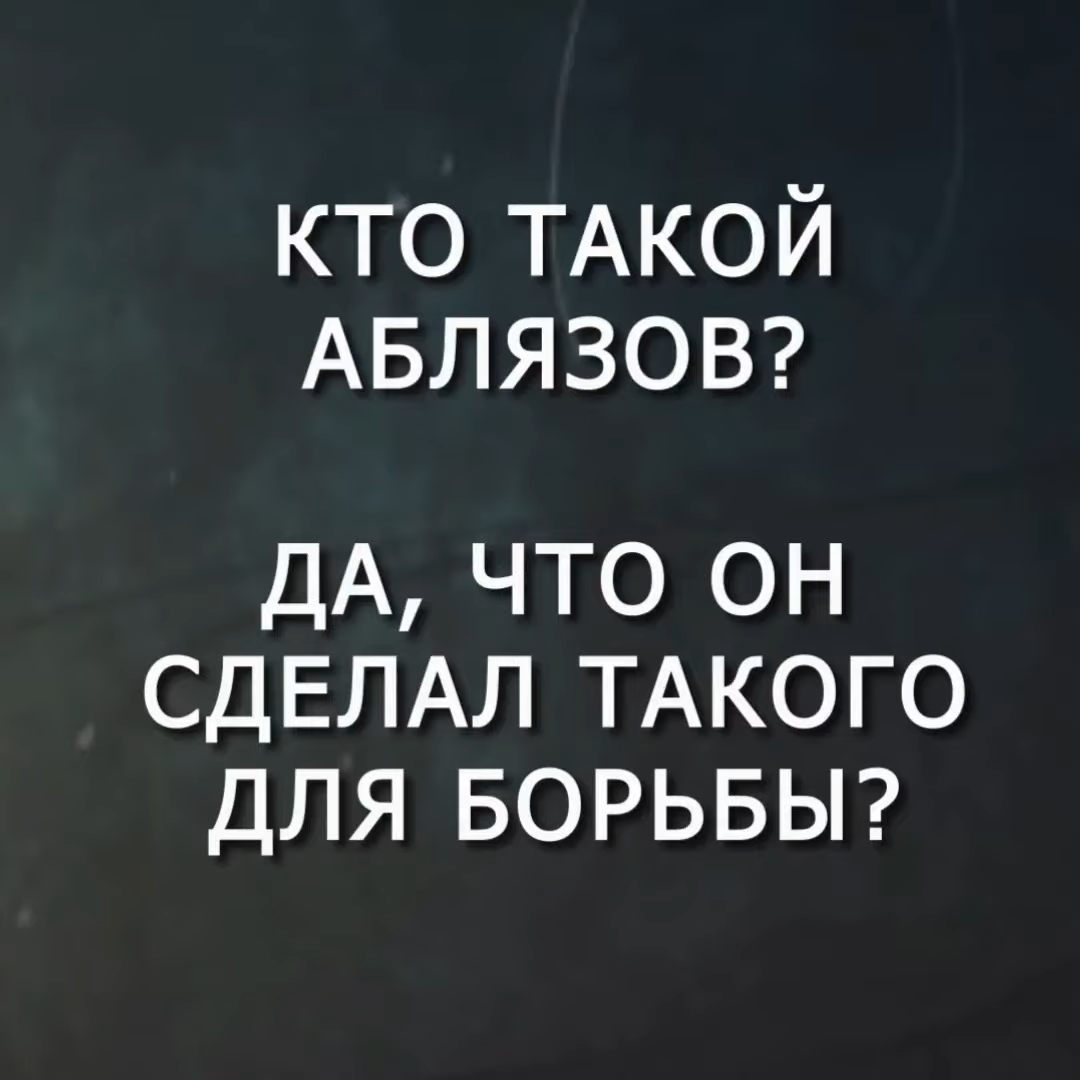 КТО ТАКОЙ
АБЛЯЗОВ?
ДА, ЧТО ОН
СДЕЛАЛ ТАКОГО
ДЛЯ БОРЬБЫ?